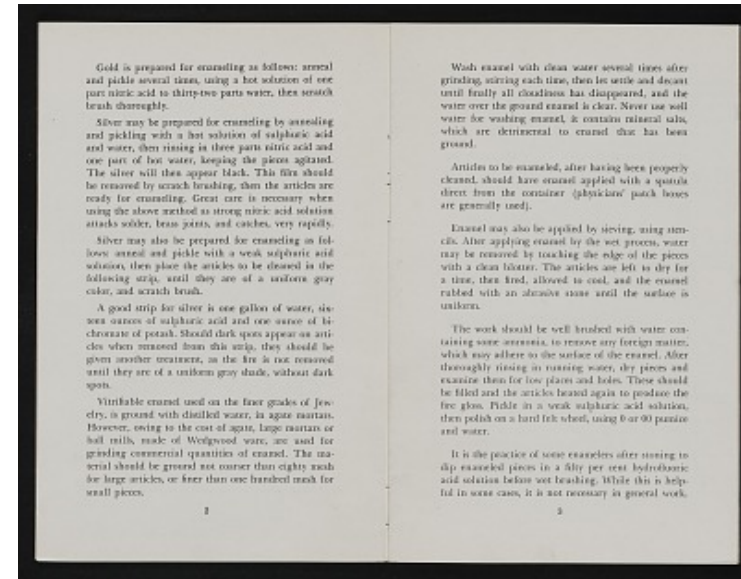 Gold is prepared for enameling as follows: anneal
and pickle several times, using a hot solution of one
part nitric acid to thirty-two parts water, then scratch
brush thoroughly.
Silver may be prepared for enameling by annealing
and pickling with a hot solution of sulphuric acid
and water, then rinsing in three parts nitric acid and
one part of hot water, keeping the pieces agitated.
The silver will then appear black. This film should
be removed by scratch brushing, then the articles are
ready for enameling. Great care is necessary when
using the above method as strong nitric acid solution
attacks solder, brass joints, and catches, very rapidly.
Silver may also be prepared for enameling as fol-
lows: anneal and pickle with a weak sulphuric acid
solution, then place the articles to be cleaned in the
following strip, until they are of a uniform gray
color, and scratch brush.
A good strip for silver is one gallon of water, six-
teen ounces of sulphuric acid and one ounce of bi-
chromate of potash. Should dark spots appear on arti-
cles when removed from this strip, they should be
given another treatment, as the fire is not removed
until they are of a uniform gray shade, without dark
spots.
Vitrifiable enamel used on the finer grades of Jew-
elry, is ground with distilled water, in agate mortars.
However, owing to the cost of agate, large mortars or
ball mills, made of Wedgwood ware, are used for
grinding commercial quantities of enamel. The ma-
terial should be ground not coarser than eighty mesh
for large articles, or finer than one hundred mesh for
small pieces.
2
Wash enamel with clean water several times after
grinding, stirring each time, then let settle and decant
until finally all cloudiness has disappeared, and the
water over the ground enamel is clear. Never use well
water for washing enamel, it contains mineral salts,
which are detrimental to enamel that has been
ground.
Articles to be enameled, after having been properly
cleaned, should have enamel applied with a spatula
direct from the container (physicians' patch boxes
are generally used).
Enamel may also be applied by sieving, using sten-
cils. After applying enamel by the wet process, water
may be removed by touching the edge of the pieces
with a clean blotter. The articles are left to dry for
a time, then fired, allowed to cool, and the enamel
rubbed with an abrasive stone until the surface is
uniform.
The work should be well brushed with water con-
taining some ammonia, to remove any foreign matter,
which may adhere to the surface of the enamel. After
thoroughly rinsing in running water, dry pieces and
examine them for low places and holes. These should
be filled and the articles heated again to produce the
fire gloss. Pickle in a weak sulphuric acid solution,
then polish on a hard felt wheel, using 0 or 00 pumice
and water.
It is the practice of some enamelers after stoning to
dip enameled pieces in a fifty per cent hydrofluoric
acid solution before wet brushing. While this is help-
ful in some cases, it is not necessary in general work.
3